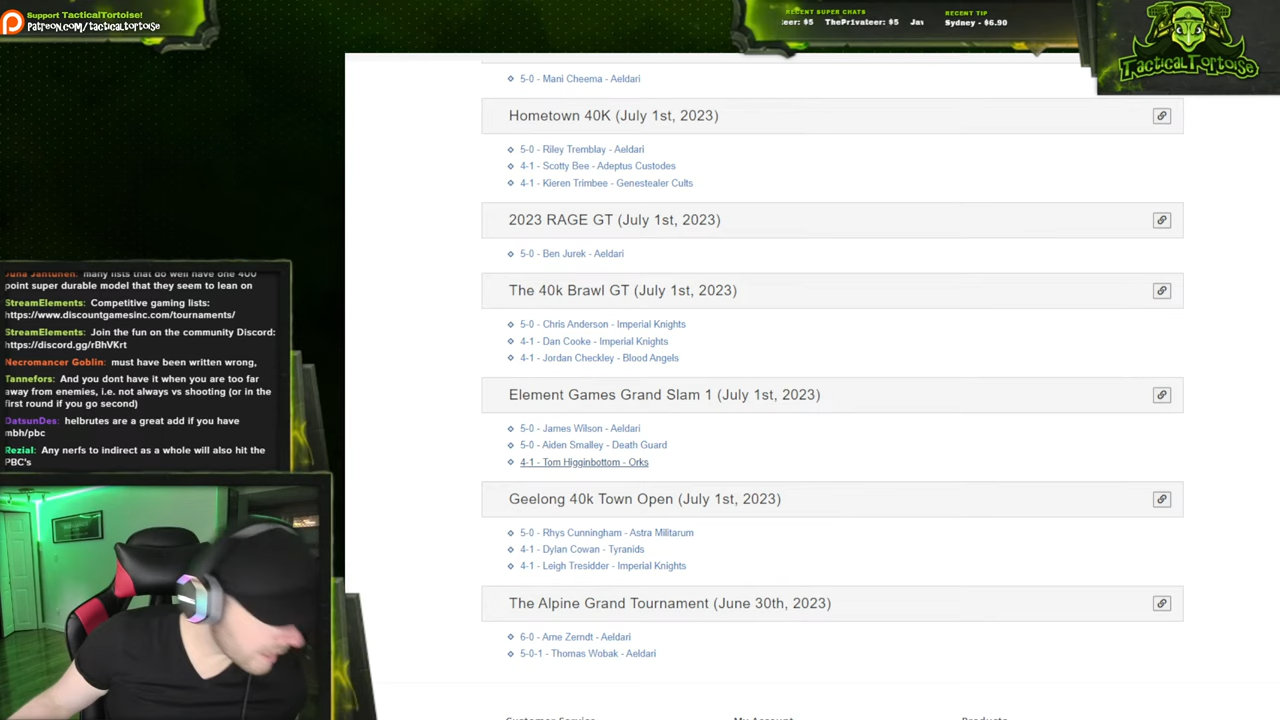 Support TacticalTortoise!
Patreon.com/tacticaltortoise
RECENT SUPER CHATS
eer: $5 ThePr1vateer: $5 Jav
RECENT TIP
Sydney - $6.90
TacticalTortoise
5-0 - Mani Cheema - Aeldari
Hometown 40K (July 1st, 2023)
5-0 - Riley Tremblay - Aeldari
4-1 - Scotty Bee - Adeptus Custodes
4-1 - Kieren Trimbee - Genestealer Cults
2023 RAGE GT (July 1st, 2023)
5-0 - Ben Jurek - Aeldari
The 40k Brawl GT (July 1st, 2023)
5-0 - Chris Anderson - Imperial Knights
4-1 - Dan Cooke - Imperial Knights
4-1 - Jordan Checkley - Blood Angels
Element Games Grand Slam 1 (July 1st, 2023)
5-0 - James Wilson - Aeldari
5-0 - Aiden Smalley - Death Guard
4-1 - Tom Higginbottom - Orks
Geelong 40k Town Open (July 1st, 2023)
5-0 - Rhys Cunningham - Astra Militarum
4-1 - Dylan Cowan - Tyranids
4-1 - Leigh Tresidder - Imperial Knights
The Alpine Grand Tournament (June 30th, 2023)
6-0 - Arne Zerndt - Aeldari
5-0-1 - Thomas Wobak - Aeldari
Customer Service
My Account
Products
Juha Jantunen: many lists that do well have one 400
point super durable model that they seem to lean on
StreamElements: Competitive gaming lists:
https://www.discountgamesinc.com/tournaments/
StreamElements: Join the fun on the community Discord:
https://discord.gg/rBhVKrt
Necromancer Goblin: must have been written wrong,
Tannefors: And you dont have it when you are too far
away from enemies, i.e. not always vs shooting (or in the
first round if you go second)
DatsunDes: helbrutes are a great add if you have
mbh/pbc
Rezial: Any nerfs to indirect as a whole will also hit the
PBC's